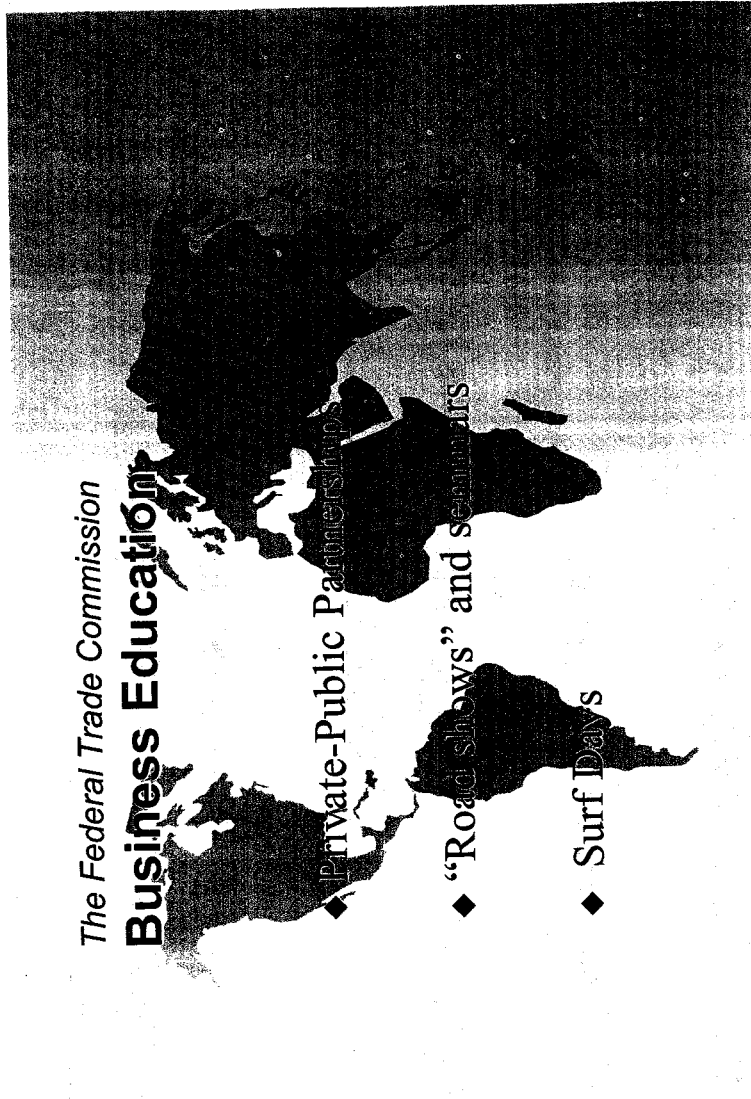 The Federal Trade Commission
Business Education
◆ Private-Public Partnerships
◆ “Road shows” and seminars
◆ Surf Days